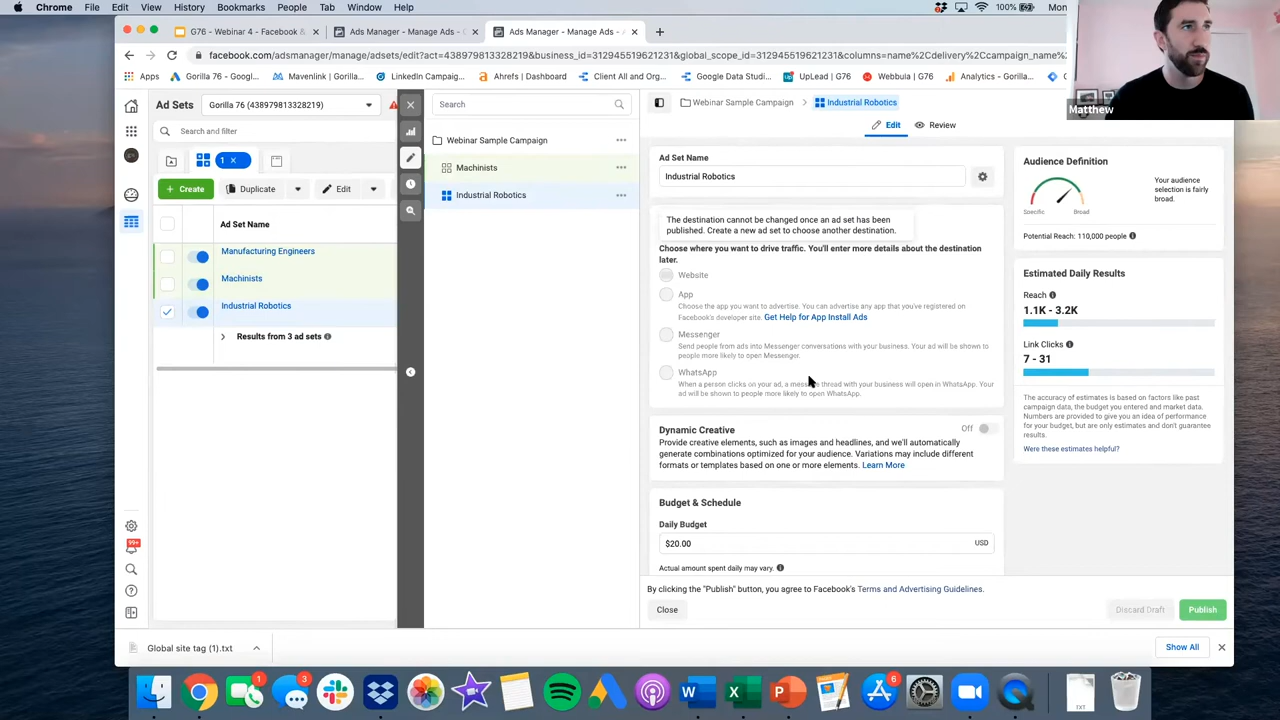 Chrome File Edit View History Bookmarks People Tab Window Help
100%
G76 - Webinar 4 - Facebook &
Ads Manager - Manage Ads - C
Ads Manager - Manage Ads - A
facebook.com/adsmanager/manage/adsets/edit?act=438979813328219&business_id=312945519621231&global_scope_id=312945519621231&columns=name%2Cdelivery%2Ccampaign_name%
Apps
Gorilla 76 - Googl...
Mavenlink | Gorilla...
LinkedIn Campaig...
Ahrefs | Dashboard
Client All and Org...
Google Data Studi...
UpLead | G76
Webbula | G76
Analytics - Gorilla...
Matthew
Ad Sets
Gorilla 76 (438979813328219)
Search and filter
1
Create
Duplicate
Edit
Ad Set Name
Manufacturing Engineers
Machinists
Industrial Robotics
Results from 3 ad sets
Search
Webinar Sample Campaign
Machinists
Industrial Robotics
Webinar Sample Campaign
Industrial Robotics
Edit
Review
Ad Set Name
Industrial Robotics
The destination cannot be changed once an ad set has been
published. Create a new ad set to choose another destination.
Choose where you want to drive traffic. You'll enter more details about the destination
later.
Website
App
Choose the app you want to advertise. You can advertise any app that you've registered on
Facebook's developer site. Get Help for App Install Ads
Messenger
Send people from ads into Messenger conversations with your business. Your ad will be shown to
people more likely to open Messenger.
WhatsApp
When a person clicks on your ad, a message thread with your business will open in WhatsApp. Your
ad will be shown to people more likely to open WhatsApp.
Dynamic Creative
Off
Provide creative elements, such as images and headlines, and we'll automatically
generate combinations optimized for your audience. Variations may include different
formats or templates based on one or more elements. Learn More
Budget & Schedule
Daily Budget
$20.00
USD
Actual amount spent daily may vary.
By clicking the "Publish" button, you agree to Facebook's Terms and Advertising Guidelines.
Close
Discard Draft
Publish
Audience Definition
Your audience
selection is fairly
broad.
Specific
Broad
Potential Reach: 110,000 people
Estimated Daily Results
Reach
1.1K - 3.2K
Link Clicks
7 - 31
The accuracy of estimates is based on factors like past
campaign data, the budget you entered and market data.
Numbers are provided to give you an idea of performance
for your budget, but are only estimates and don't guarantee
results.
Were these estimates helpful?
99+
Global site tag (1).txt
Show All
1
3
6
TXT